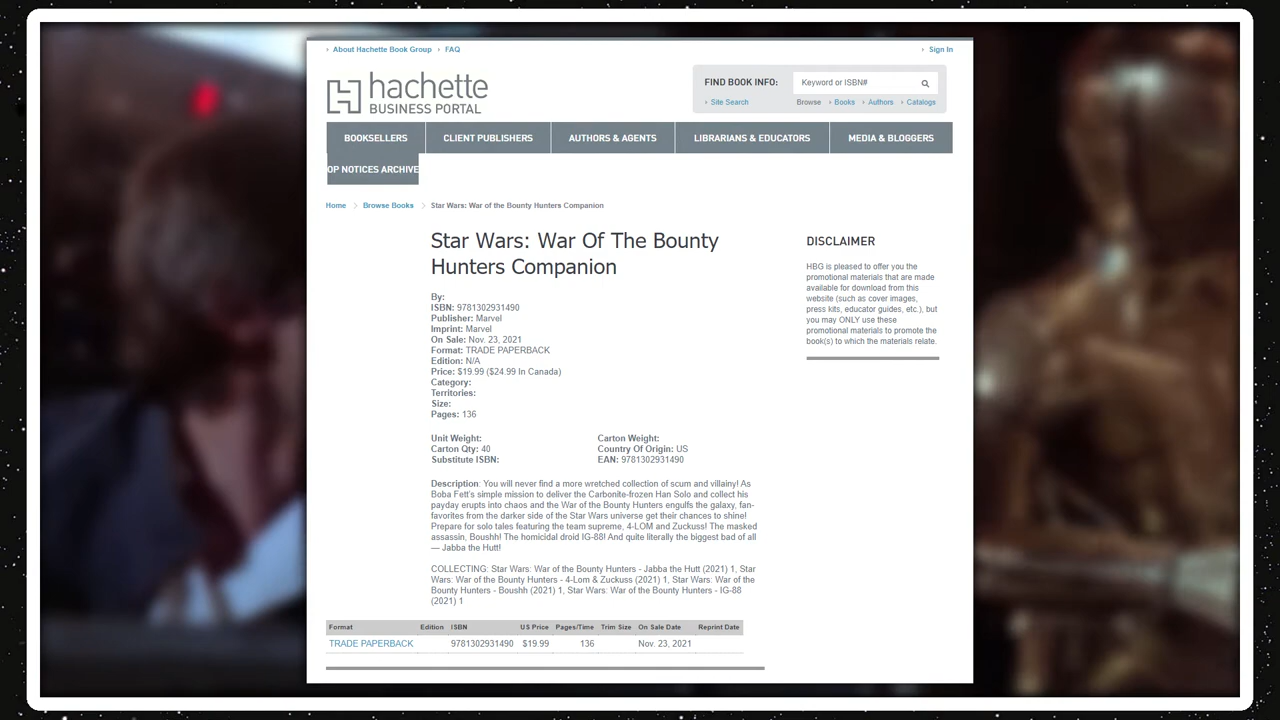 About Hachette Book Group FAQ Sign In
hachette
BUSINESS PORTAL
FIND BOOK INFO: Keyword or ISBN#
Site Search Browse Books Authors Catalogs
BOOKSELLERS CLIENT PUBLISHERS AUTHORS & AGENTS LIBRARIANS & EDUCATORS MEDIA & BLOGGERS
OP NOTICES ARCHIVE
Home Browse Books Star Wars: War of the Bounty Hunters Companion
Star Wars: War Of The Bounty
Hunters Companion
By:
ISBN: 9781302931490
Publisher: Marvel
Imprint: Marvel
On Sale: Nov. 23, 2021
Format: TRADE PAPERBACK
Edition: N/A
Price: $19.99 ($24.99 In Canada)
Category:
Territories:
Size:
Pages: 136
Unit Weight: Carton Weight:
Carton Qty: 40 Country Of Origin: US
Substitute ISBN: EAN: 9781302931490
Description: You will never find a more wretched collection of scum and villainy! As
Boba Fett's simple mission to deliver the Carbonite-frozen Han Solo and collect his
payday erupts into chaos and the War of the Bounty Hunters engulfs the galaxy, fan-
favorites from the darker side of the Star Wars universe get their chances to shine!
Prepare for solo tales featuring the team supreme, 4-LOM and Zuckuss! The masked
assassin, Boushh! The homicidal droid IG-88! And quite literally the biggest bad of all
— Jabba the Hutt!
COLLECTING: Star Wars: War of the Bounty Hunters - Jabba the Hutt (2021) 1, Star
Wars: War of the Bounty Hunters - 4-Lom & Zuckuss (2021) 1, Star Wars: War of the
Bounty Hunters - Boushh (2021) 1, Star Wars: War of the Bounty Hunters - IG-88
(2021) 1
Format Edition ISBN US Price Pages/Time Trim Size On Sale Date Reprint Date
TRADE PAPERBACK 9781302931490 $19.99 136 Nov. 23, 2021
DISCLAIMER
HBG is pleased to offer you the
promotional materials that are made
available for download from this
website (such as cover images,
press kits, educator guides, etc.), but
you may ONLY use these
promotional materials to promote the
book(s) to which the materials relate.